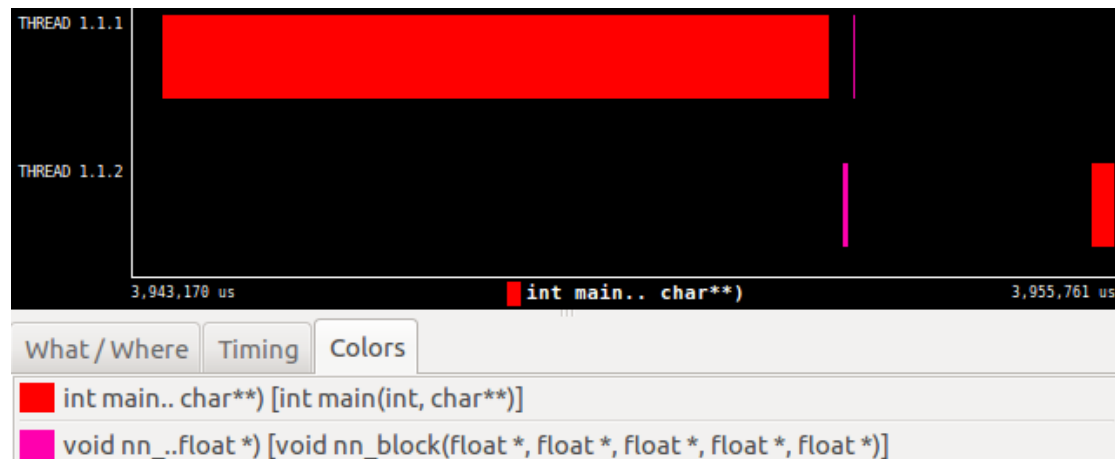 THREAD 1.1.1
THREAD 1.1.2
3,943,170 us int main.. char**) 3,955,761 us
What / Where Timing Colors
int main.. char**) [int main(int, char**)]
void nn_..float *) [void nn_block(float *, float *, float *, float *, float *)]